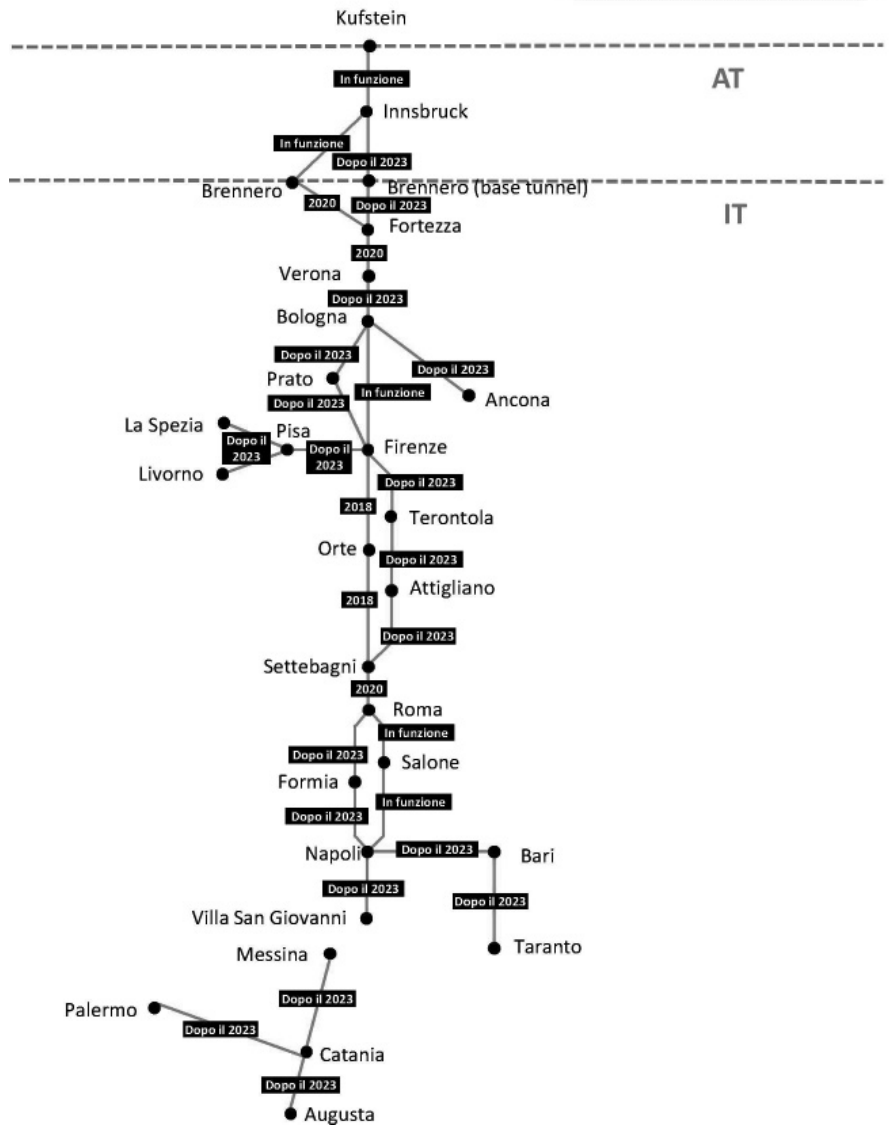 Kufstein
In funzione
AT
Innsbruck
In funzione
Dopo il 2023
Brennero
Brennero (base tunnel)
2020
Dopo il 2023
IT
Fortezza
2020
Verona
Dopo il 2023
Bologna
Dopo il 2023
Dopo il 2023
Prato
In funzione
Ancona
Dopo il 2023
La Spezia
Pisa
Dopo il
2023
Dopo il
2023
Firenze
Livorno
Dopo il 2023
2018
Terontola
Orte
Dopo il 2023
Attigliano
2018
Dopo il 2023
Settebagni
2020
Roma
In funzione
Dopo il 2023
Salone
Formia
In funzione
Dopo il 2023
Napoli
Dopo il 2023
Bari
Dopo il 2023
Dopo il 2023
Villa San Giovanni
Taranto
Messina
Dopo il 2023
Palermo
Dopo il 2023
Catania
Dopo il 2023
Augusta